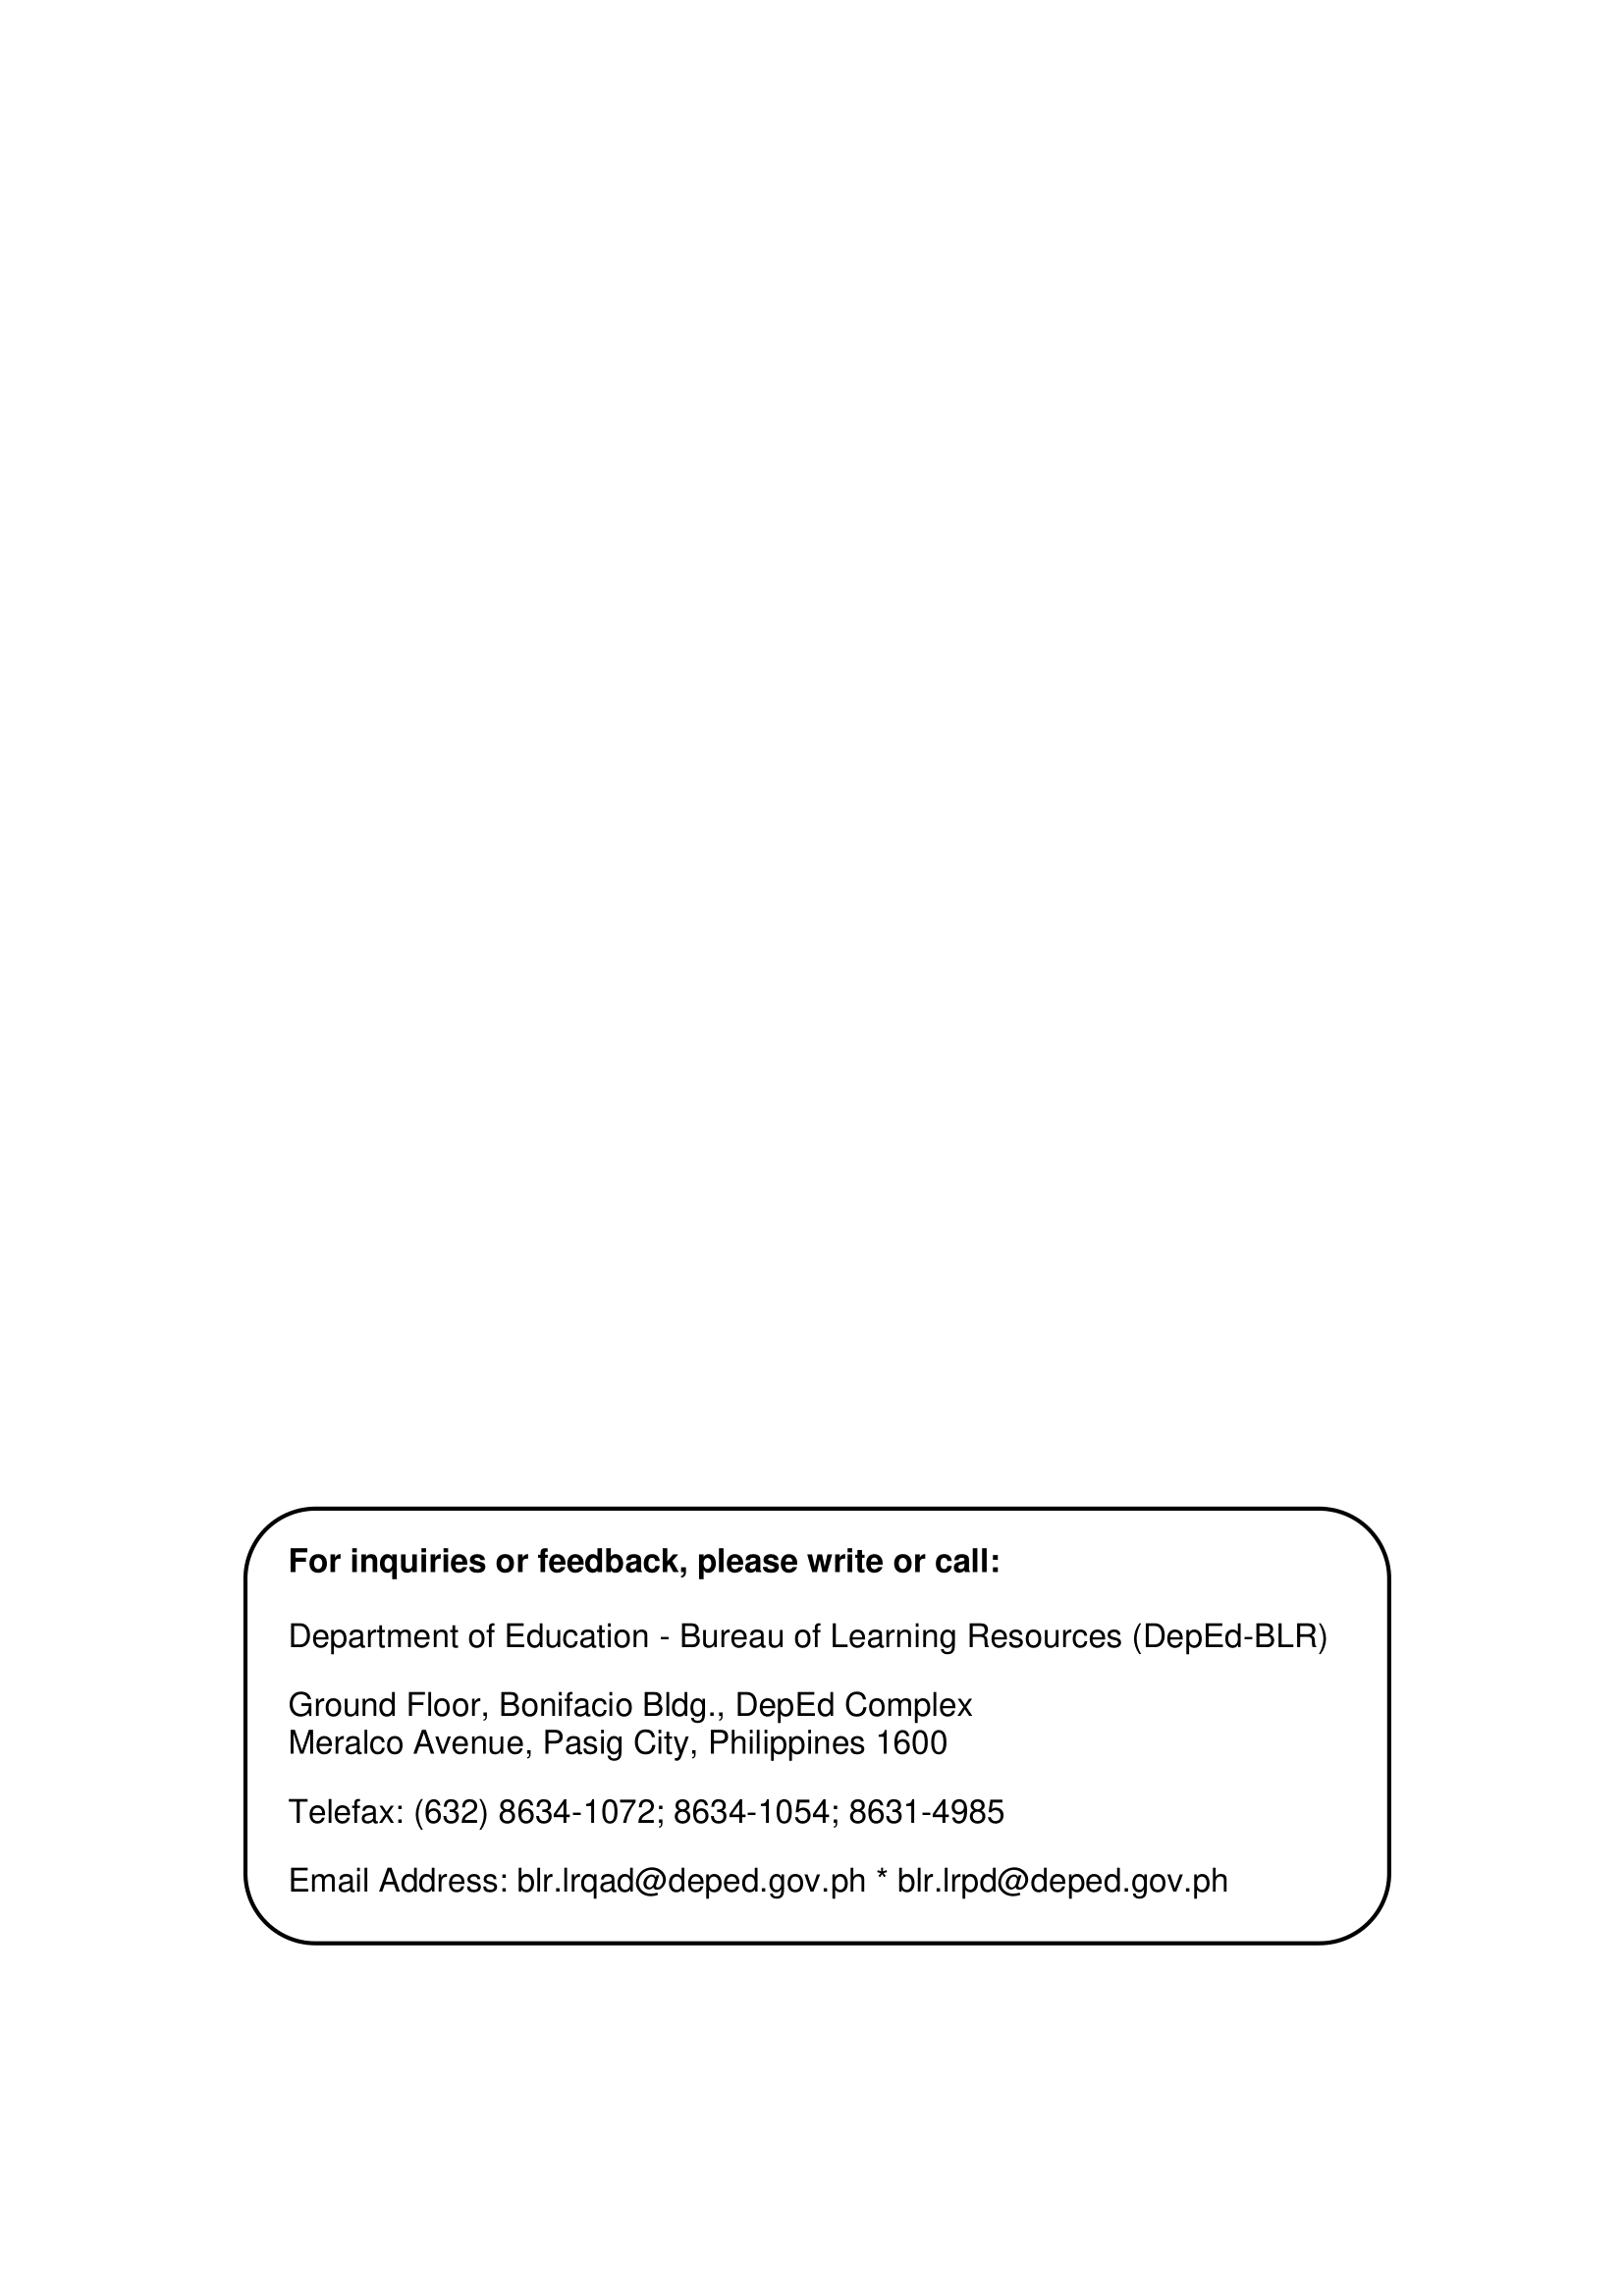 For inquiries or feedback, please write or call:
Department of Education - Bureau of Learning Resources (DepEd-BLR)
Ground Floor, Bonifacio Bldg., DepEd Complex
Meralco Avenue, Pasig City, Philippines 1600
Telefax: (632) 8634-1072; 8634-1054; 8631-4985
Email Address: blr.lrqad@deped.gov.ph * blr.lrpd@deped.gov.ph